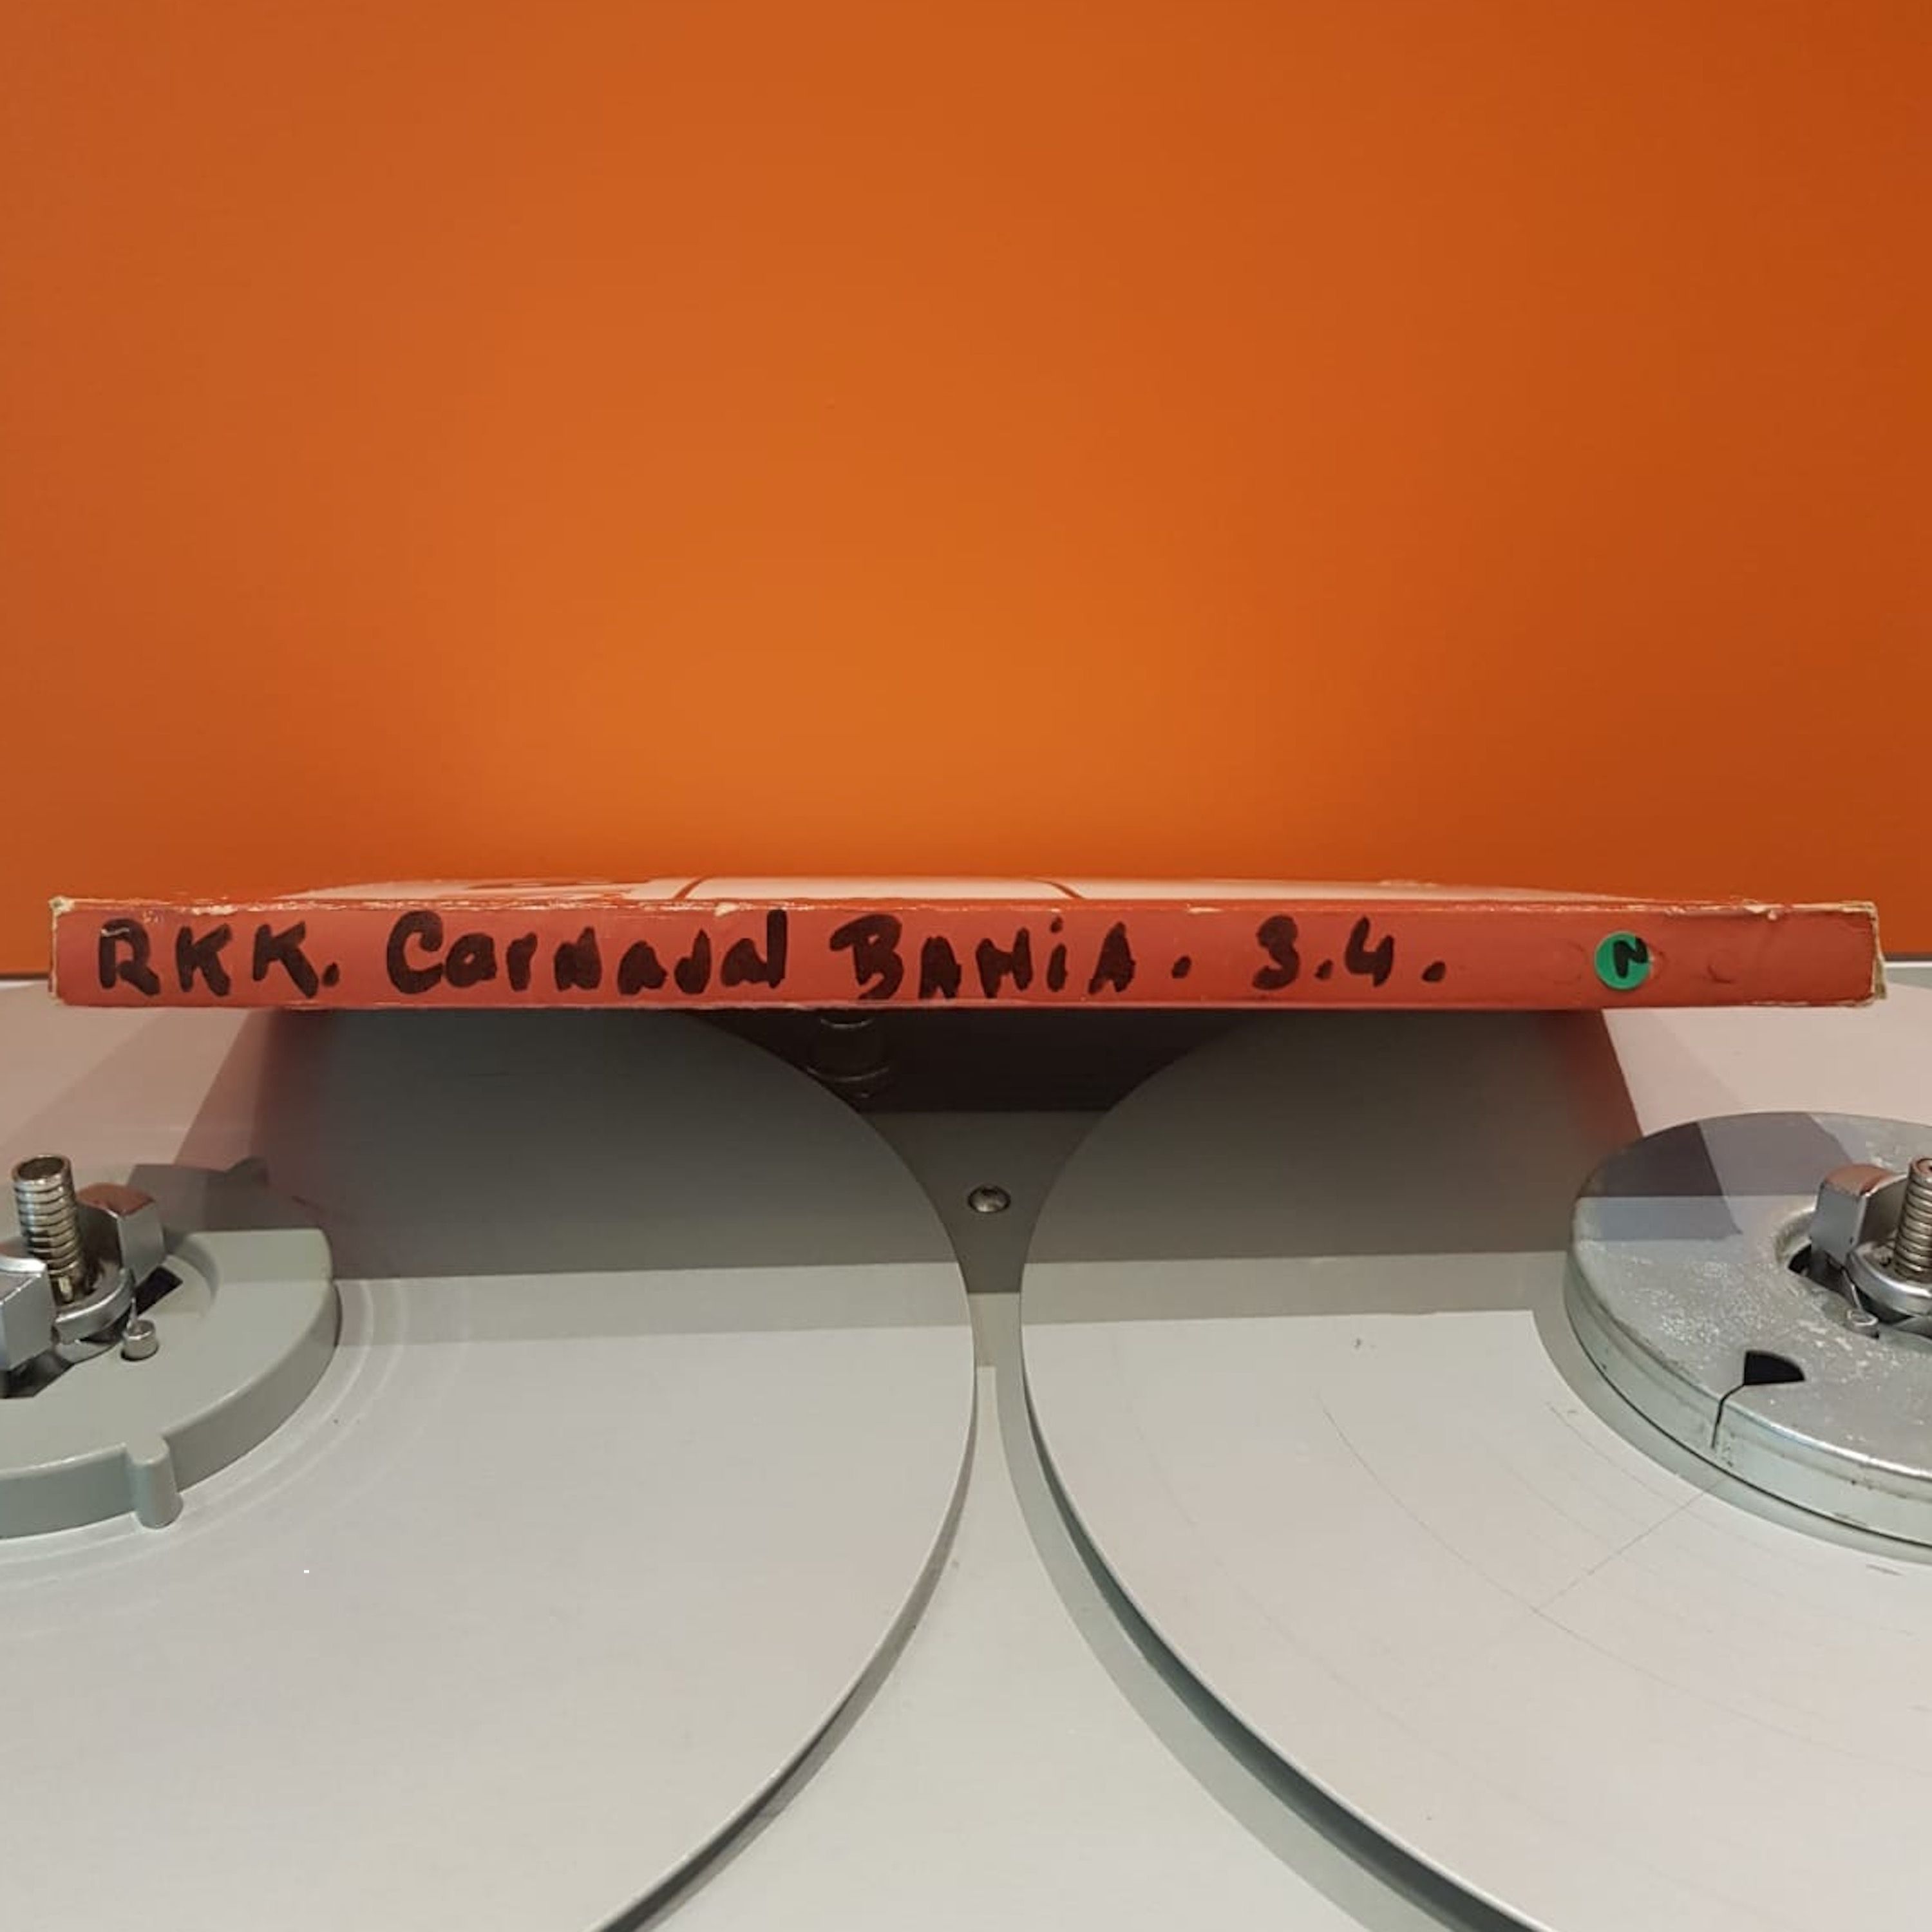 RKK. Carnaval BAHiA. 3.4. N